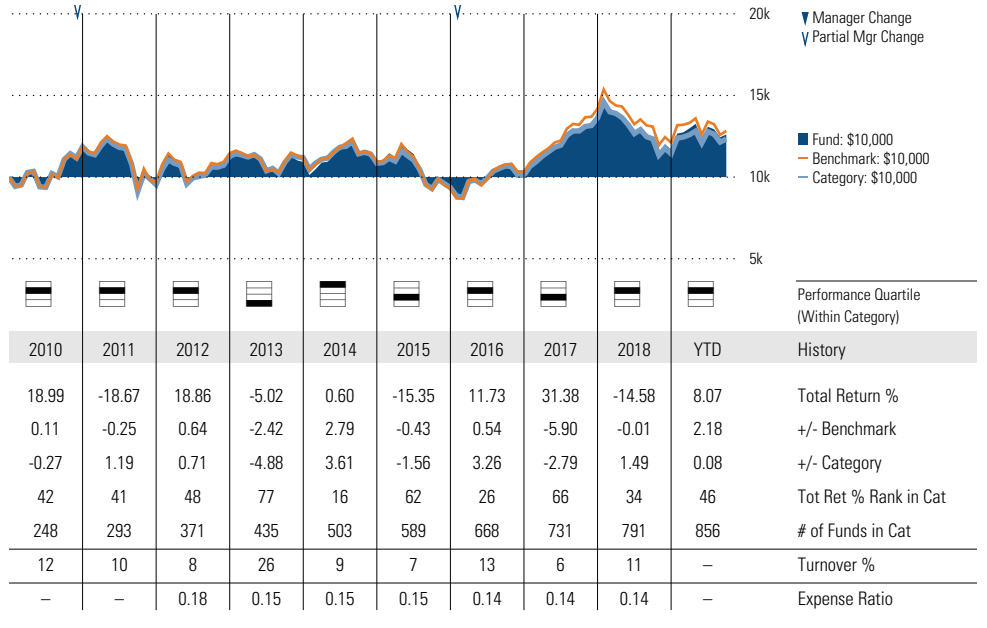 20k
▼ Manager Change
V Partial Mgr Change
15k
Fund: $10,000
Benchmark: $10,000
10k
Category: $10,000
5k
Performance Quartile
(Within Category)
2010 2011 2012 2013 2014 2015 2016 2017 2018 YTD History
18.99 -18.67 18.86 -5.02 0.60 -15.35 11.73 31.38 -14.58 8.07 Total Return %
0.11 -0.25 0.64 -2.42 2.79 -0.43 0.54 -5.90 -0.01 2.18 +/- Benchmark
-0.27 1.19 0.71 -4.88 3.61 -1.56 3.26 -2.79 1.49 0.08 +/- Category
42 41 48 77 16 62 26 66 34 46 Tot Ret % Rank in Cat
248 293 371 435 503 589 668 731 791 856 # of Funds in Cat
12 10 8 26 9 7 13 6 11 – Turnover %
– – 0.18 0.15 0.15 0.15 0.14 0.14 0.14 – Expense Ratio